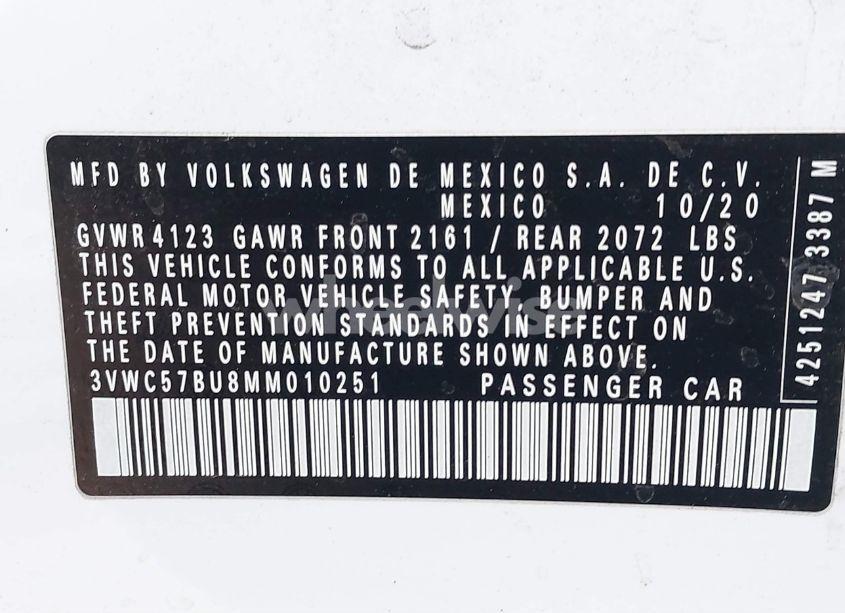 MFD BY VOLKSWAGEN DE MEXICO S.A. DE C.V.
MEXICO 10/20
GVWR 4123 GAWR FRONT 2161 / REAR 2072 LBS
THIS VEHICLE CONFORMS TO ALL APPLICABLE U.S.
FEDERAL MOTOR VEHICLE SAFETY, BUMPER AND
THEFT PREVENTION STANDARDS IN EFFECT ON
THE DATE OF MANUFACTURE SHOWN ABOVE.
3VWC57BU8MM010251 PASSENGER CAR
4251247 3387 M
wheelwise